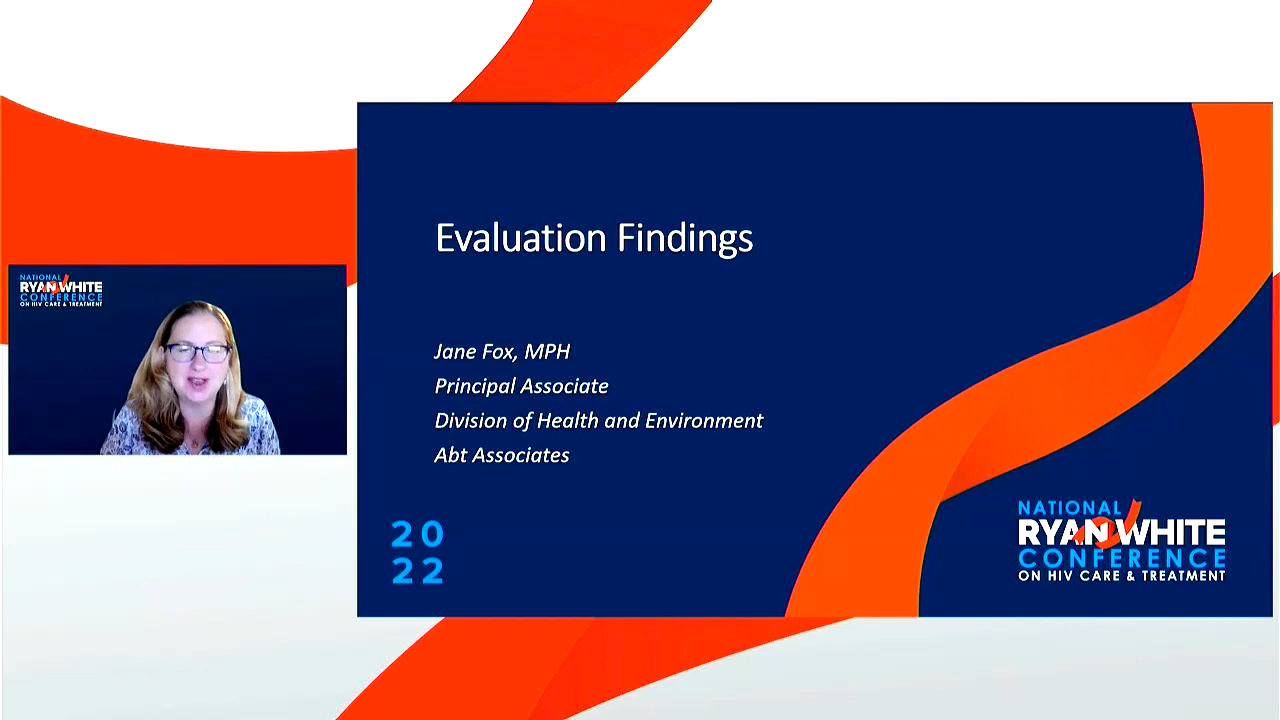 NATIONAL
RYAN WHITE
CONFERENCE
ON HIV CARE & TREATMENT
Evaluation Findings
Jane Fox, MPH
Principal Associate
Division of Health and Environment
Abt Associates
20
22
NATIONAL
RYAN WHITE
CONFERENCE
ON HIV CARE & TREATMENT